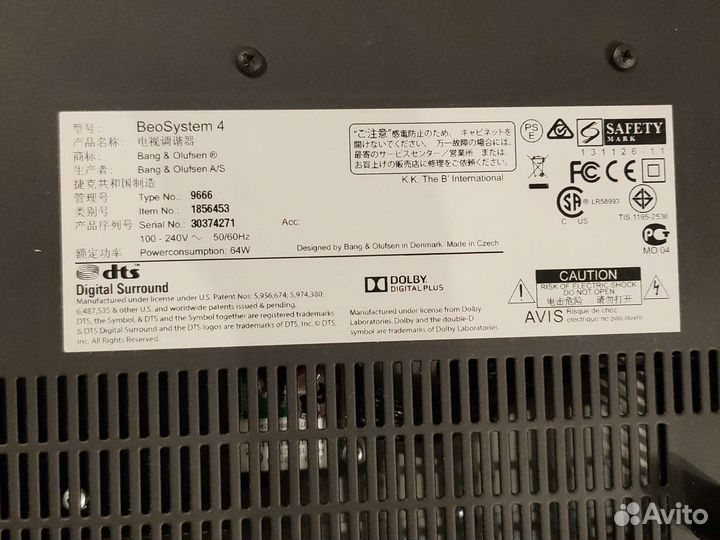 型号: BeoSystem 4
产品名称: 电视调谐器
商标: Bang & Olufsen ®
生产者: Bang & Olufsen A/S
捷克共和国制造
管理号 Type No.: 9666
类别号 Item No.: 1856453
产品序列号 Serial No.: 30374271 Acc:
100 - 240V ~ 50/60Hz
额定功率 Powerconsumption: 64W
Designed by Bang & Olufsen in Denmark. Made in Czech
"ご注意" 感電防止のため、キャビネットを
開けないでください。 万一故障の場合には、
最寄のサービスセンター/営業所 または、
お買上げの販売店に修理ご依頼ください。
K.K. The B' International
PSE
S SAFETY
MARK
131126-11
FCC CE
SA
C US
LR58993
TIS.1195-2536
MO 04
dts
Digital Surround
Manufactured under license under U.S. Patent Nos: 5,956,674; 5,974,380;
6,487,535 & other U.S. and worldwide patents issued & pending.
DTS, the Symbol, & DTS and the Symbol together are registered trademarks
& DTS Digital Surround and the DTS logos are trademarks of DTS, Inc. © DTS,
Inc. All Rights Reserved.
DOLBY
DIGITAL PLUS
Manufactured under license from Dolby
Laboratories. Dolby and the double-D
symbol are trademarks of Dolby Laboratories.
CAUTION
RISK OF ELECTRIC SHOCK
DO NOT OPEN
电击危险 请勿打开
AVIS Risque de choc
electrique ne pas ouvrir
Avito